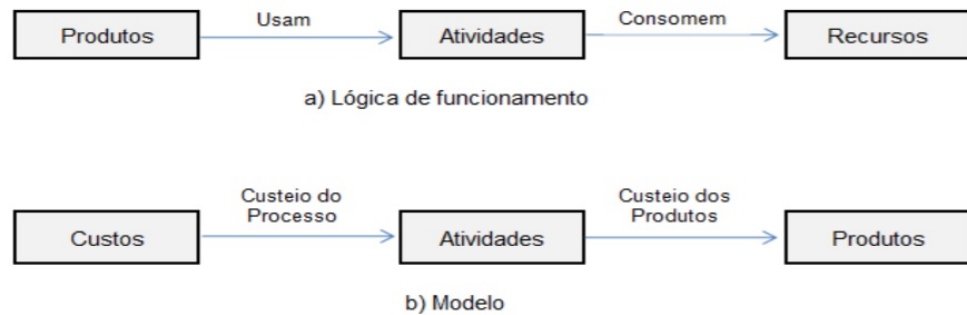 Usam
Consomem
Produtos
Atividades
Recursos
a) Lógica de funcionamento
Custeio do
Processo
Custeio dos
Produtos
Custos
Atividades
Produtos
b) Modelo